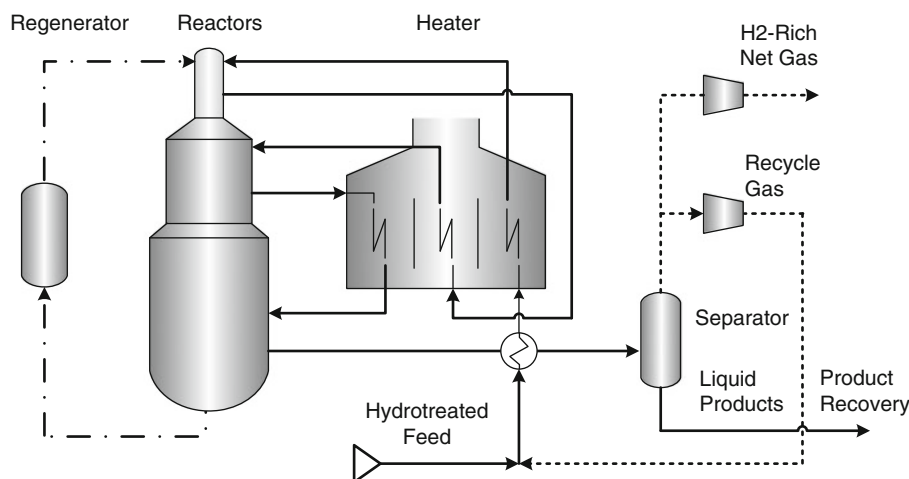 Regenerator
Reactors
Heater
H2-Rich
Net Gas
Recycle
Gas
Separator
Liquid
Products
Product
Recovery
Hydrotreated
Feed